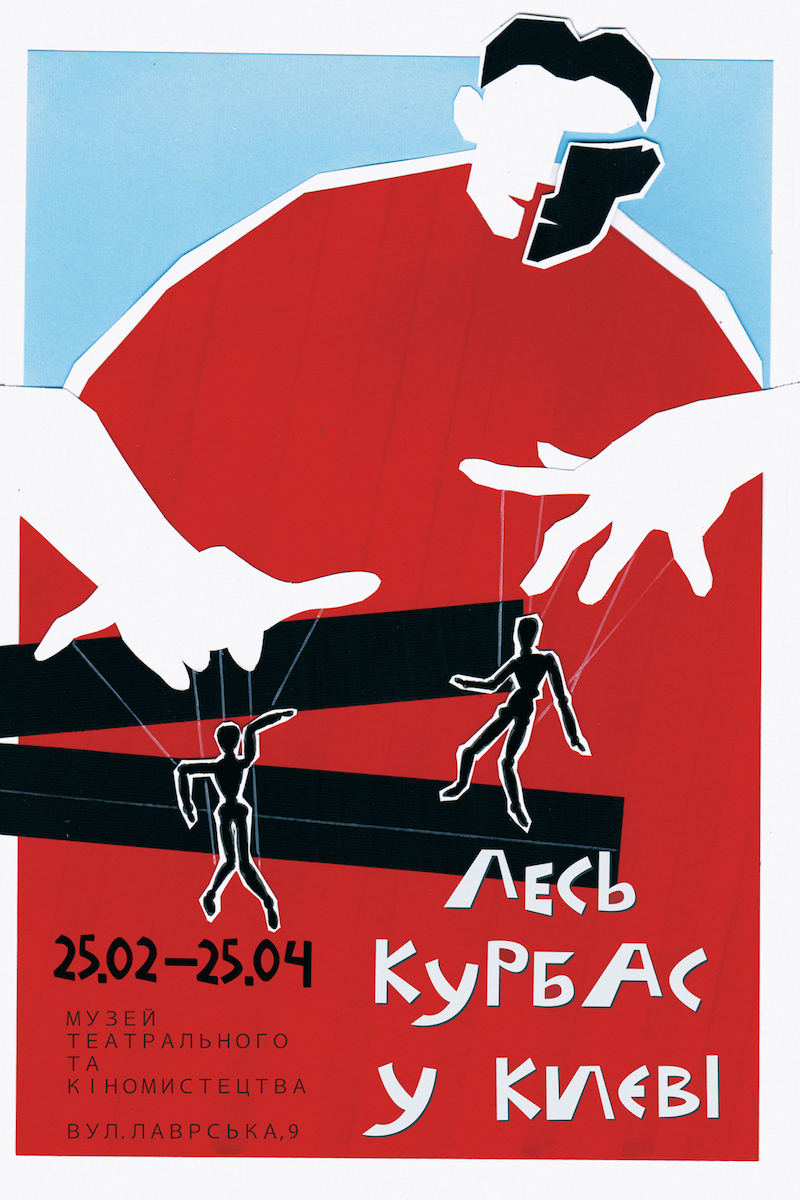 ЛЕСЬ
КУРБАС
У КИЄВІ
25.02–25.04
МУЗЕЙ
ТЕАТРАЛЬНОГО
ТА
КІНОМИСТЕЦТВА
ВУЛ.ЛАВРСЬКА,9